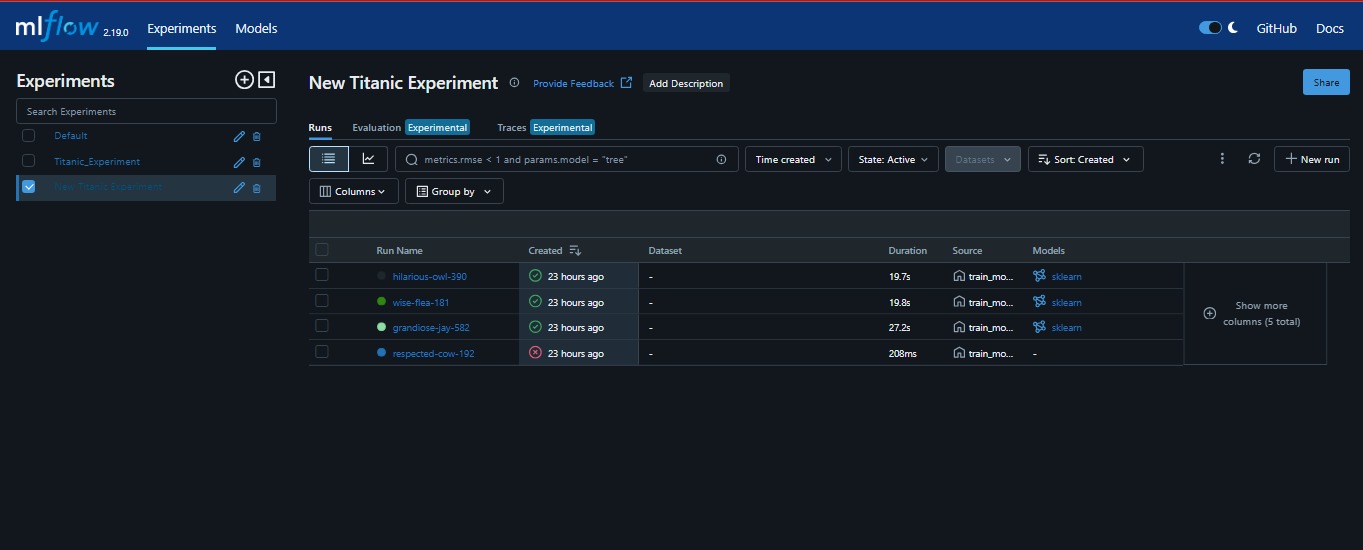 mlflow 2.19.0 Experiments Models GitHub Docs
Experiments
Search Experiments
Default
Titanic_Experiment
New Titanic Experiment
New Titanic Experiment Provide Feedback Add Description Share
Runs Evaluation Experimental Traces Experimental
metrics.rmse < 1 and params.model = "tree" Time created State: Active Datasets Sort: Created New run
Columns Group by
Run Name Created Dataset Duration Source Models
hilarious-owl-390 23 hours ago - 19.7s train_mo... sklearn
wise-flea-181 23 hours ago - 19.8s train_mo... sklearn
grandiose-jay-582 23 hours ago - 27.2s train_mo... sklearn
respected-cow-192 23 hours ago - 208ms train_mo... -
Show more
columns (5 total)